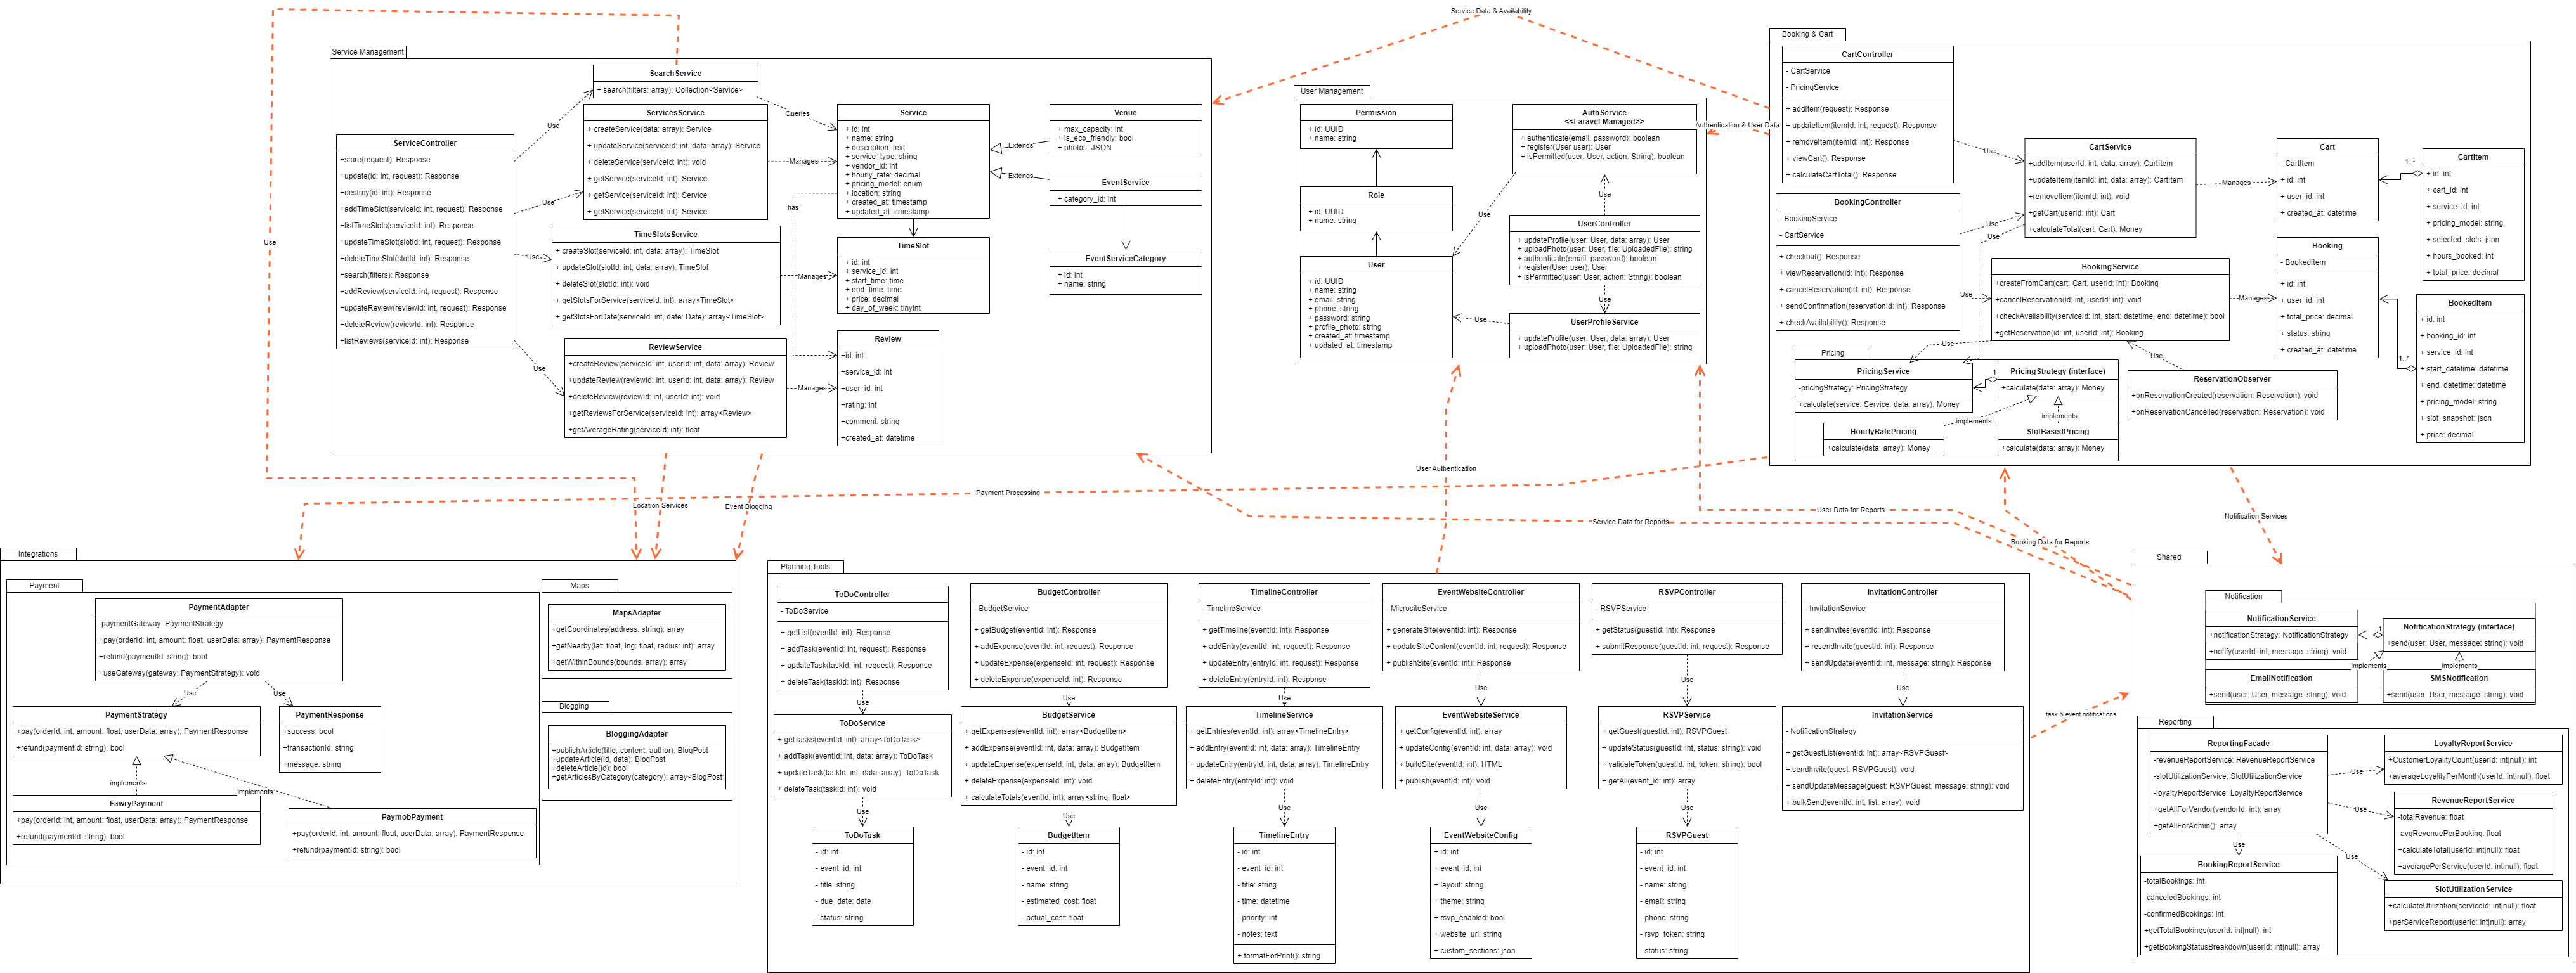 Service Data & Availability
Service Management
SearchService
+ search(filters: array): Collection<Service>
Queries
Use
ServiceController
+store(request): Response
+update(id: int, request): Response
+destroy(id: int): Response
+addTimeSlot(serviceId: int, request): Response
+listTimeSlots(serviceId: int): Response
+updateTimeSlot(slotId: int, request): Response
+deleteTimeSlot(slotId: int): Response
+search(filters): Response
+addReview(serviceId: int, request): Response
+updateReview(reviewId: int, request): Response
+deleteReview(reviewId: int): Response
+listReviews(serviceId: int): Response
Use
Use
Use
Use
ServicesService
+ createService(data: array): Service
+ updateService(serviceId: int, data: array): Service
+ deleteService(serviceId: int): void
+ getService(serviceId: int): Service
+ getService(serviceId: int): Service
+ getService(serviceId: int): Service
Manages
TimeSlotsService
+ createSlot(serviceId: int, data: array): TimeSlot
+ updateSlot(slotId: int, data: array): TimeSlot
+ deleteSlot(slotId: int): void
+ getSlotsForService(serviceId: int): array<TimeSlot>
+ getSlotsForDate(serviceId: int, date: Date): array<TimeSlot>
Manages
ReviewService
+createReview(serviceId: int, userId: int, data: array): Review
+updateReview(reviewId: int, userId: int, data: array): Review
+deleteReview(reviewId: int, userId: int): void
+getReviewsForService(serviceId: int): array<Review>
+getAverageRating(serviceId: int): float
Manages
has
Service
+ id: int
+ name: string
+ description: text
+ service_type: string
+ vendor_id: int
+ hourly_rate: decimal
+ pricing_model: enum
+ location: string
+ created_at: timestamp
+ updated_at: timestamp
TimeSlot
+ id: int
+ service_id: int
+ start_time: time
+ end_time: time
+ price: decimal
+ day_of_week: tinyint
Review
+id: int
+service_id: int
+user_id: int
+rating: int
+comment: string
+created_at: datetime
Extends
Extends
Venue
+ max_capacity: int
+ is_eco_friendly: bool
+ photos: JSON
EventService
+ category_id: int
EventServiceCategory
+ id: int
+ name: string
User Management
Permission
+ id: UUID
+ name: string
Role
+ id: UUID
+ name: string
User
+ id: UUID
+ name: string
+ email: string
+ phone: string
+ password: string
+ profile_photo: string
+ created_at: timestamp
+ updated_at: timestamp
AuthService
<<Laravel Managed>>
+ authenticate(email, password): boolean
+ register(User user): User
+ isPermitted(user: User, action: String): boolean
Use
Use
UserController
+ updateProfile(user: User, data: array): User
+ uploadPhoto(user: User, file: UploadedFile): string
+ authenticate(email, password): boolean
+ register(User user): User
+ isPermitted(user: User, action: String): boolean
Use
Use
UserProfileService
+ updateProfile(user: User, data: array): User
+ uploadPhoto(user: User, file: UploadedFile): string
Authentication & User Data
Booking & Cart
CartController
- CartService
- PricingService
+ addItem(request): Response
+ updateItem(itemId: int, request): Response
+ removeItem(itemId: int): Response
+ viewCart(): Response
+ calculateCartTotal(): Response
Use
BookingController
- BookingService
- CartService
+ checkout(): Response
+ viewReservation(id: int): Response
+ cancelReservation(id: int): Response
+ sendConfirmation(reservationId: int): Response
+ checkAvailability(): Response
Use
Use
Use
CartService
+addItem(userId: int, data: array): CartItem
+updateItem(itemId: int, data: array): CartItem
+removeItem(itemId: int): void
+getCart(userId: int): Cart
+calculateTotal(cart: Cart): Money
Manages
BookingService
+createFromCart(cart: Cart, userId: int): Booking
+cancelReservation(id: int, userId: int): void
+checkAvailability(serviceId: int, start: datetime, end: datetime): bool
+getReservation(id: int, userId: int): Booking
Manages
Use
Use
Cart
- CartItem
+ id: int
+ user_id: int
+ created_at: datetime
1..*
CartItem
+ id: int
+ cart_id: int
+ service_id: int
+ pricing_model: string
+ selected_slots: json
+ hours_booked: int
+ total_price: decimal
Booking
- BookedItem
+ id: int
+ user_id: int
+ total_price: decimal
+ status: string
+ created_at: datetime
1..*
BookedItem
+ id: int
+ booking_id: int
+ service_id: int
+ start_datetime: datetime
+ end_datetime: datetime
+ pricing_model: string
+ slot_snapshot: json
+ price: decimal
ReservationObserver
+onReservationCreated(reservation: Reservation): void
+onReservationCancelled(reservation: Reservation): void
Pricing
PricingService
-pricingStrategy: PricingStrategy
+calculate(service: Service, data: array): Money
1
PricingStrategy (interface)
+calculate(data: array): Money
implements
implements
HourlyRatePricing
+calculate(data: array): Money
SlotBasedPricing
+calculate(data: array): Money
Use
Location Services
Event Blogging
Payment Processing
User Authentication
User Data for Reports
Service Data for Reports
Booking Data for Reports
Notification Services
task & event notifications
Integrations
Payment
PaymentAdapter
-paymentGateway: PaymentStrategy
+pay(orderId: int, amount: float, userData: array): PaymentResponse
+refund(paymentId: string): bool
+useGateway(gateway: PaymentStrategy): void
Use
Use
PaymentStrategy
+pay(orderId: int, amount: float, userData: array): PaymentResponse
+refund(paymentId: string): bool
PaymentResponse
+success: bool
+transactionId: string
+message: string
implements
implements
FawryPayment
+pay(orderId: int, amount: float, userData: array): PaymentResponse
+refund(paymentId: string): bool
PaymobPayment
+pay(orderId: int, amount: float, userData: array): PaymentResponse
+refund(paymentId: string): bool
Maps
MapsAdapter
+getCoordinates(address: string): array
+getNearby(lat: float, lng: float, radius: int): array
+getWithinBounds(bounds: array): array
Blogging
BloggingAdapter
+ publishArticle(title, content, author): BlogPost
+ updateArticle(id, data): BlogPost
+ deleteArticle(id): bool
+ getArticlesByCategory(category): array<BlogPost
Planning Tools
ToDoController
- ToDoService
+ getList(eventId: int): Response
+ addTask(eventId: int, request): Response
+ updateTask(taskId: int, request): Response
+ deleteTask(taskId: int): Response
Use
ToDoService
+ getTasks(eventId: int): array<ToDoTask>
+ addTask(eventId: int, data: array): ToDoTask
+ updateTask(taskId: int, data: array): ToDoTask
+ deleteTask(taskId: int): void
Use
ToDoTask
- id: int
- event_id: int
- title: string
- due_date: date
- status: string
BudgetController
- BudgetService
+ getBudget(eventId: int): Response
+ addExpense(eventId: int, request): Response
+ updateExpense(expenseId: int, request): Response
+ deleteExpense(expenseId: int): Response
Use
BudgetService
+ getExpenses(eventId: int): array<BudgetItem>
+ addExpense(eventId: int, data: array): BudgetItem
+ updateExpense(expenseId: int, data: array): BudgetItem
+ deleteExpense(expenseId: int): void
+ calculateTotals(eventId: int): array<string, float>
Use
BudgetItem
- id: int
- event_id: int
- name: string
- estimated_cost: float
- actual_cost: float
TimelineController
- TimelineService
+ getTimeline(eventId: int): Response
+ addEntry(eventId: int, request): Response
+ updateEntry(entryId: int, request): Response
+ deleteEntry(entryId: int): Response
Use
TimelineService
+ getEntries(eventId: int): array<TimelineEntry>
+ addEntry(eventId: int, data: array): TimelineEntry
+ updateEntry(entryId: int, data: array): TimelineEntry
+ deleteEntry(entryId: int): void
Use
TimelineEntry
- id: int
- event_id: int
- title: string
- time: datetime
- priority: int
- notes: text
+ formatForPrint(): string
EventWebsiteController
- MicrositeService
+ generateSite(eventId: int): Response
+ updateSiteContent(eventId: int, request): Response
+ publishSite(eventId: int): Response
Use
EventWebsiteService
+ getConfig(eventId: int): array
+ updateConfig(eventId: int, data: array): void
+ buildSite(eventId: int): HTML
+ publish(eventId: int): void
Use
EventWebsiteConfig
+ id: int
+ event_id: int
+ layout: string
+ theme: string
+ rsvp_enabled: bool
+ website_url: string
+ custom_sections: json
RSVPController
- RSVPService
+ getStatus(guestId: int): Response
+ submitResponse(guestId: int, request): Response
Use
RSVPService
+ getGuest(guestId: int): RSVPGuest
+ updateStatus(guestId: int, status: string): void
+ validateToken(guestId: int, token: string): bool
+ getAll(event_id: int): array
Use
RSVPGuest
- id: int
- event_id: int
- name: string
- email: string
- phone: string
- rsvp_token: string
- status: string
InvitationController
- InvitationService
+ sendInvites(eventId: int): Response
+ resendInvite(guestId: int): Response
+ sendUpdate(eventId: int, message: string): Response
Use
InvitationService
- NotificationStrategy
+ getGuestList(eventId: int): array<RSVPGuest>
+ sendInvite(guest: RSVPGuest): void
+ sendUpdateMessage(guest: RSVPGuest, message: string): void
+ bulkSend(eventId: int, list: array): void
Shared
Notification
NotificationService
+notificationStrategy: NotificationStrategy
+notify(userId: int, message: string): void
1
NotificationStrategy (interface)
+send(user: User, message: string): void
implements
implements
EmailNotification
+send(user: User, message: string): void
SMSNotification
+send(user: User, message: string): void
Reporting
ReportingFacade
-revenueReportService: RevenueReportService
-slotUtilizationService: SlotUtilizationService
-loyaltyReportService: LoyaltyReportService
+getAllForVendor(vendorId: int): array
+getAllForAdmin(): array
Use
Use
Use
Use
LoyaltyReportService
+CustomerLoyalityCount(userId: int|null): int
+averageLoyalityPerMonth(userId: int|null): float
RevenueReportService
-totalRevenue: float
-avgRevenuePerBooking: float
+calculateTotal(userId: int|null): float
+averagePerService(userId: int|null): float
BookingReportService
-totalBookings: int
-canceledBookings: int
-confirmedBookings: int
+getTotalBookings(userId: int|null): int
+getBookingStatusBreakdown(userId: int|null): array
SlotUtilizationService
+calculateUtilization(serviceId: int|null): float
+perServiceReport(userId: int|null): array